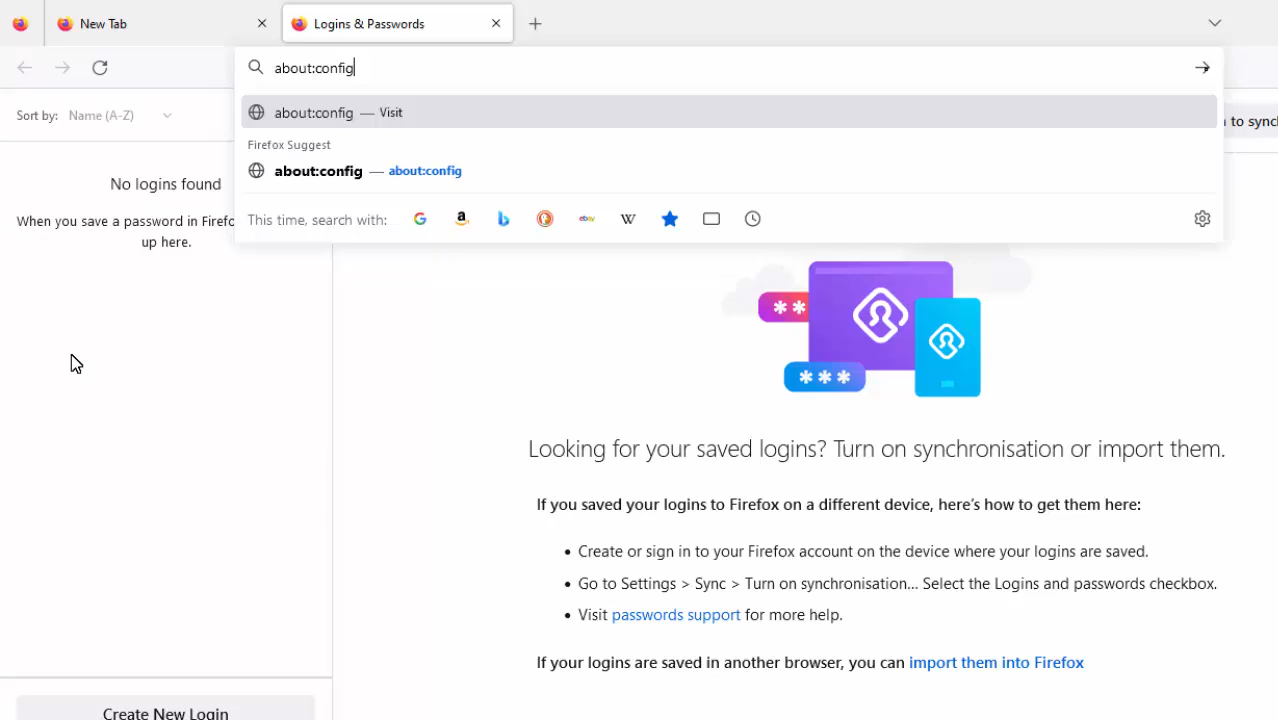 New Tab
Logins & Passwords
about:config
Sort by: Name (A-Z)
about:config — Visit
Firefox Suggest
about:config — about:config
This time, search with:
to sync
No logins found
When you save a password in Firefo
up here.
Looking for your saved logins? Turn on synchronisation or import them.
If you saved your logins to Firefox on a different device, here's how to get them here:
• Create or sign in to your Firefox account on the device where your logins are saved.
• Go to Settings > Sync > Turn on synchronisation... Select the Logins and passwords checkbox.
• Visit passwords support for more help.
If your logins are saved in another browser, you can import them into Firefox
Create New Login